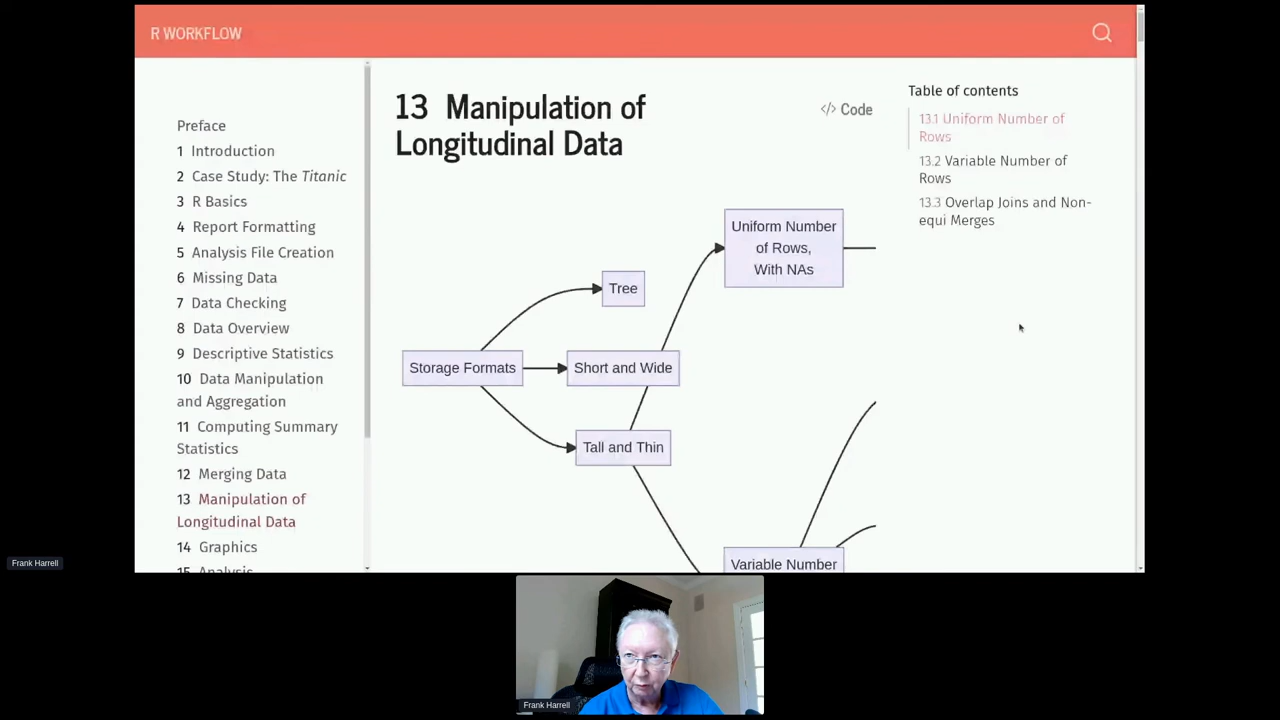 R WORKFLOW
Preface
1 Introduction
2 Case Study: The Titanic
3 R Basics
4 Report Formatting
5 Analysis File Creation
6 Missing Data
7 Data Checking
8 Data Overview
9 Descriptive Statistics
10 Data Manipulation
and Aggregation
11 Computing Summary
Statistics
12 Merging Data
13 Manipulation of
Longitudinal Data
14 Graphics
15 Analysis
13 Manipulation of
Longitudinal Data
</> Code
Storage Formats
Tree
Short and Wide
Tall and Thin
Uniform Number
of Rows,
With NAs
Variable Number
Table of contents
13.1 Uniform Number of
Rows
13.2 Variable Number of
Rows
13.3 Overlap Joins and Non-
equi Merges
Frank Harrell
Frank Harrell